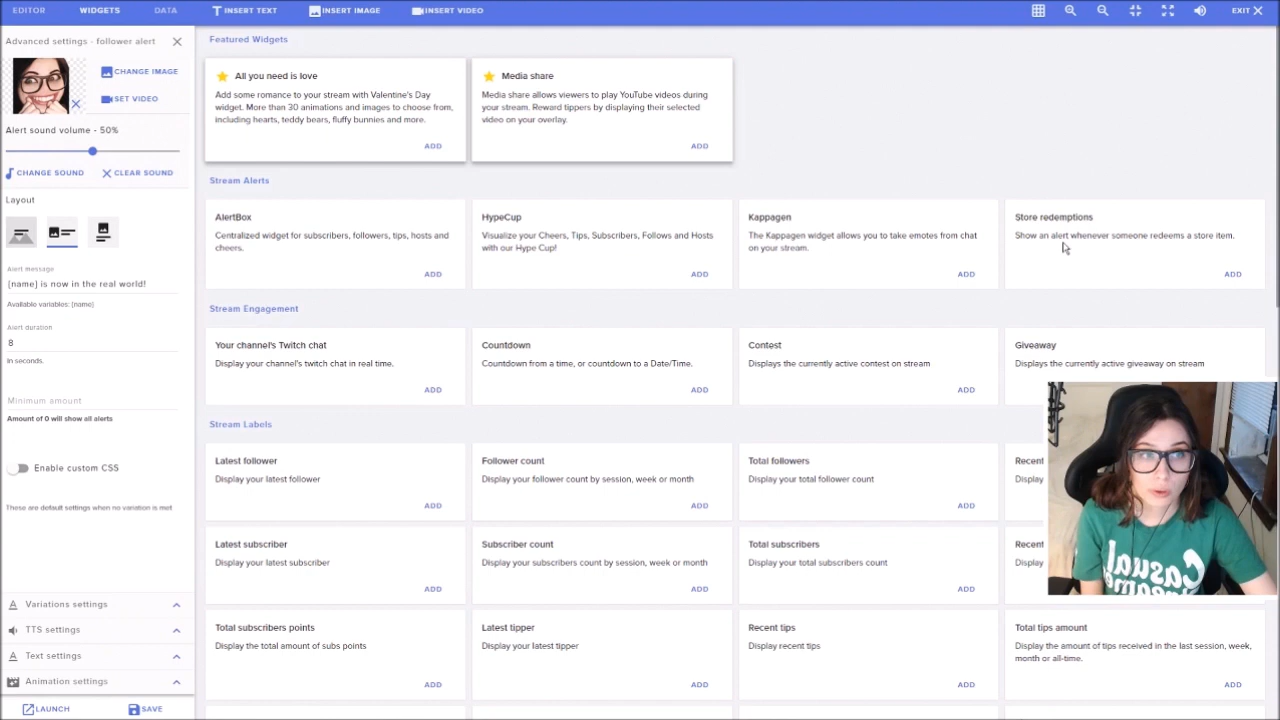 EDITOR
WIDGETS
DATA
INSERT TEXT
INSERT IMAGE
INSERT VIDEO
EXIT
Advanced settings - follower alert
CHANGE IMAGE
SET VIDEO
Alert sound volume - 50%
CHANGE SOUND
CLEAR SOUND
Layout
Alert message
{name} is now in the real world!
Available variables: {name}
Alert duration
8
In seconds.
Minimum amount
Amount of 0 will show all alerts
Enable custom CSS
These are default settings when no variation is met
Variations settings
TTS settings
Text settings
Animation settings
LAUNCH
SAVE
Featured Widgets
All you need is love
Add some romance to your stream with Valentine's Day
widget. More than 30 animations and images to choose from,
including hearts, teddy bears, fluffy bunnies and more.
ADD
Media share
Media share allows viewers to play YouTube videos during
your stream. Reward tippers by displaying their selected
video on your overlay.
ADD
Stream Alerts
AlertBox
Centralized widget for subscribers, followers, tips, hosts and
cheers.
ADD
HypeCup
Visualize your Cheers, Tips, Subscribers, Follows and Hosts
with our Hype Cup!
ADD
Kappagen
The Kappagen widget allows you to take emotes from chat
on your stream.
ADD
Store redemptions
Show an alert whenever someone redeems a store item.
ADD
Stream Engagement
Your channel's Twitch chat
Display your channel's twitch chat in real time.
ADD
Countdown
Countdown from a time, or countdown to a Date/Time.
ADD
Contest
Displays the currently active contest on stream
ADD
Giveaway
Displays the currently active giveaway on stream
Stream Labels
Latest follower
Display your latest follower
ADD
Follower count
Display your follower count by session, week or month
ADD
Total followers
Display your total follower count
ADD
Recent
Display
Latest subscriber
Display your latest subscriber
ADD
Subscriber count
Display your subscribers count by session, week or month
ADD
Total subscribers
Display your total subscribers count
ADD
Recent
Display
Total subscribers points
Display the total amount of subs points
ADD
Latest tipper
Display your latest tipper
ADD
Recent tips
Display recent tips
ADD
Total tips amount
Display the amount of tips received in the last session, week,
month or all-time.
ADD
Casual